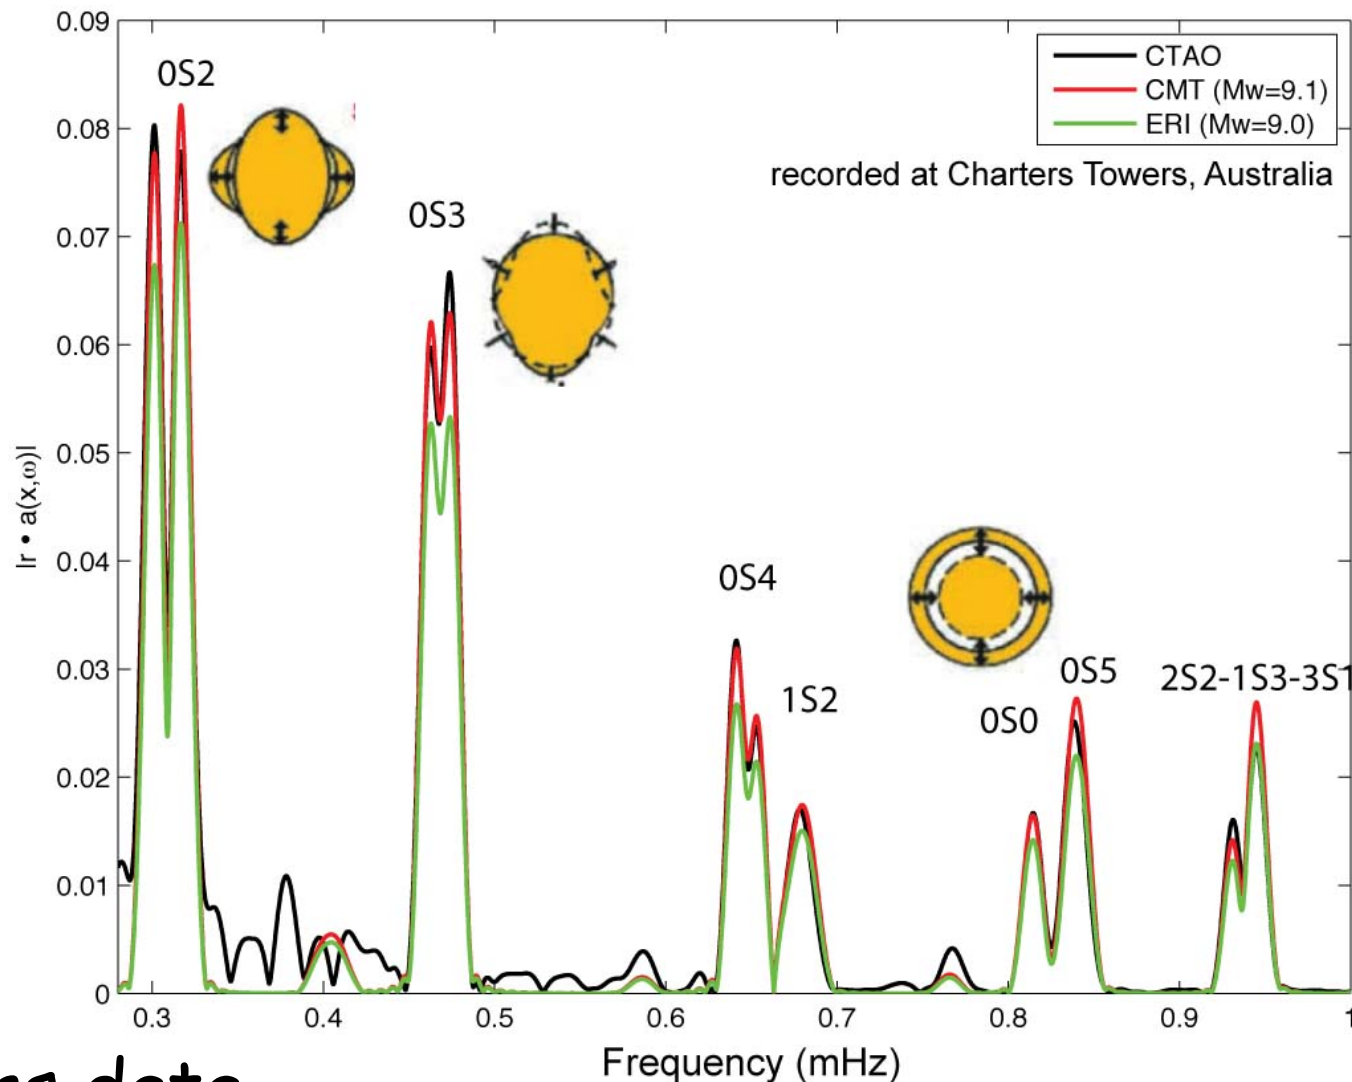 0.09
0.08
0.07
0.06
0.05
0.04
0.03
0.02
0.01
0
|r • a(x,ω)|
0S2
0S3
0S4
1S2
0S0
0S5
2S2-1S3-3S1
CTAO
CMT (Mw=9.1)
ERI (Mw=9.0)
recorded at Charters Towers, Australia
0.3 0.4 0.5 0.6 0.7 0.8 0.9 1
Frequency (mHz)
data